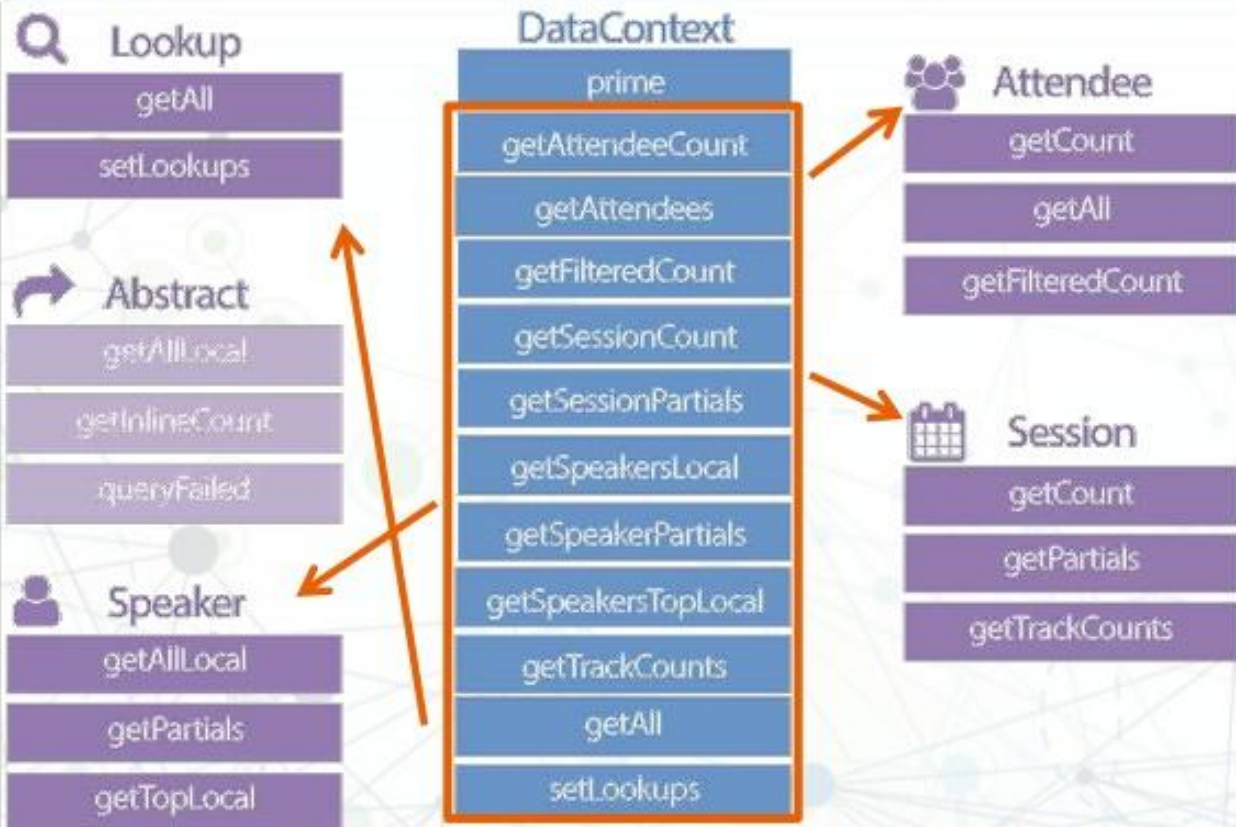 Lookup
getAll
setLookups
Abstract
getAllLocal
getInlineCount
queryFailed
Speaker
getAllLocal
getPartials
getTopLocal
DataContext
prime
getAttendeeCount
getAttendees
getFilteredCount
getSessionCount
getSessionPartials
getSpeakersLocal
getSpeakerPartials
getSpeakersTopLocal
getTrackCounts
getAll
setLookups
Attendee
getCount
getAll
getFilteredCount
Session
getCount
getPartials
getTrackCounts